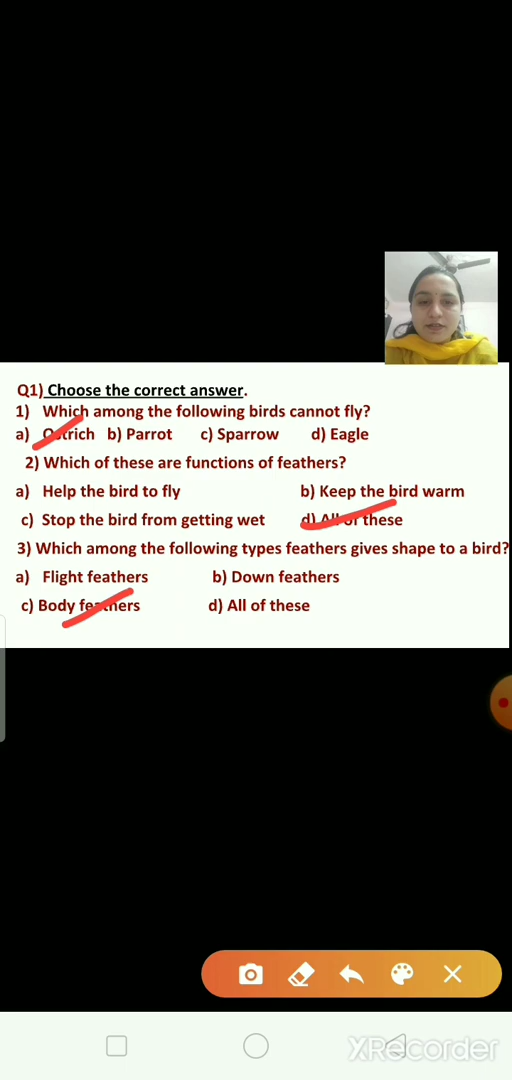 Q1) Choose the correct answer.
1) Which among the following birds cannot fly?
a) Ostrich b) Parrot c) Sparrow d) Eagle
2) Which of these are functions of feathers?
a) Help the bird to fly b) Keep the bird warm
c) Stop the bird from getting wet d) All of these
3) Which among the following types feathers gives shape to a bird?
a) Flight feathers b) Down feathers
c) Body feathers d) All of these
XRecorder